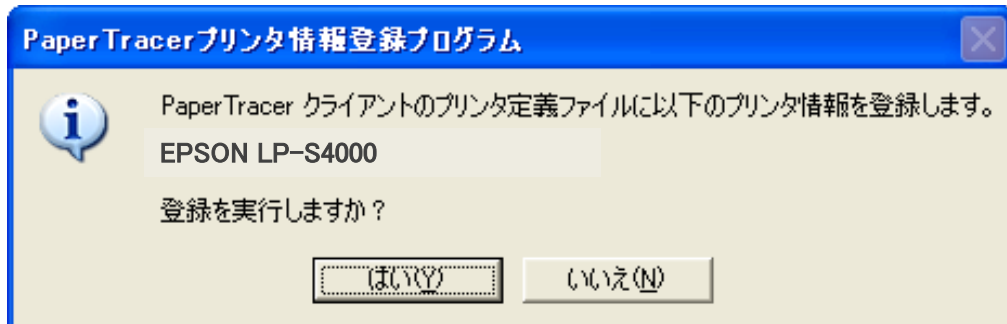 PaperTracerプリンタ情報登録プログラム
PaperTracer クライアントのプリンタ定義ファイルに以下のプリンタ情報を登録します。
EPSON LP-S4000
登録を実行しますか？
はい(Y) いいえ(N)